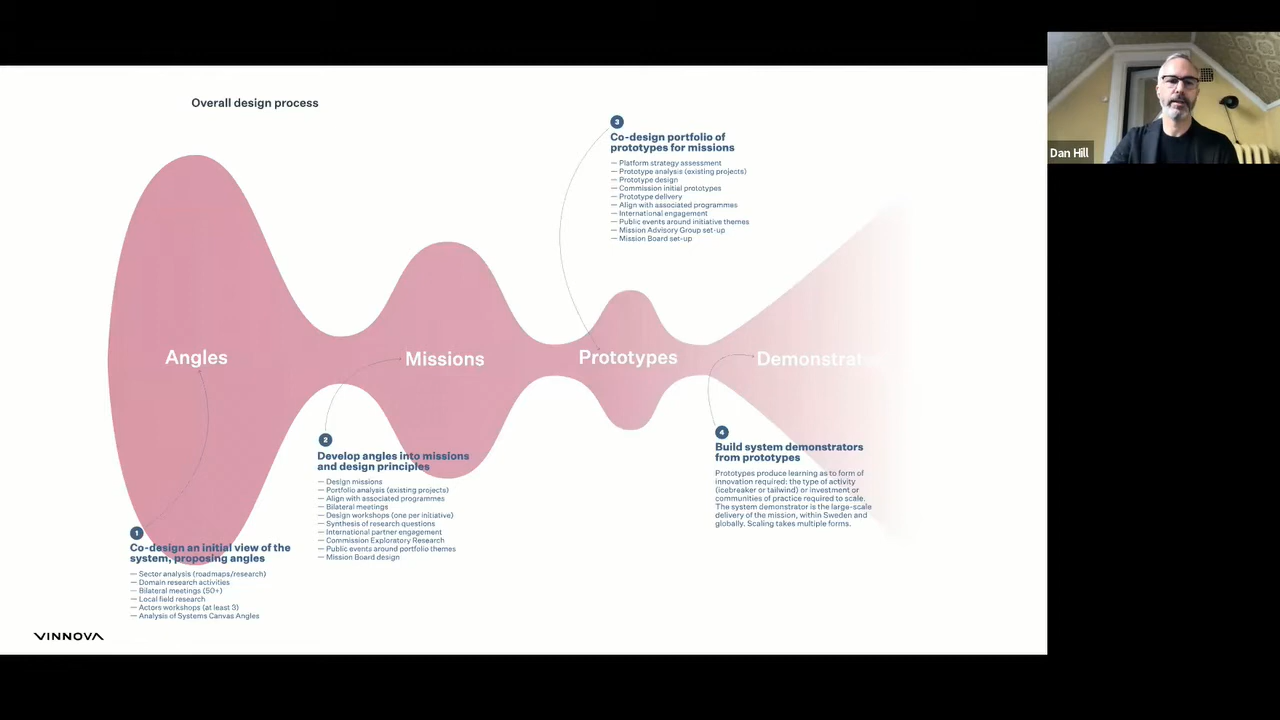 Overall design process
Dan Hill
3
Co-design portfolio of
prototypes for missions
— Platform strategy assessment
— Prototype analysis (existing projects)
— Prototype design
— Commission initial prototypes
— Prototype delivery
— Align with associated programmes
— International engagement
— Public events around initiative themes
— Mission Advisory Group set-up
— Mission Board set-up
Angles
Missions
Prototypes
Demonstrat
2
Develop angles into missions
and design principles
— Design missions
— Portfolio analysis (existing projects)
— Align with associated programmes
— Bilateral meetings
— Design workshops (one per initiative)
— Synthesis of research questions
— International partner engagement
— Commission Exploratory Research
— Public events around portfolio themes
— Mission Board design
4
Build system demonstrators
from prototypes
Prototypes produce learning as to form of
innovation required: the type of activity
(icebreaker or tailwind) or investment or
communities of practice required to scale.
The system demonstrator is the large-scale
delivery of the mission, within Sweden and
globally. Scaling takes multiple forms.
1
Co-design an initial view of the
system, proposing angles
— Sector analysis (roadmaps/research)
— Domain research activities
— Bilateral meetings (50+)
— Local field research
— Actors workshops (at least 3)
— Analysis of Systems Canvas Angles
VINNOVA